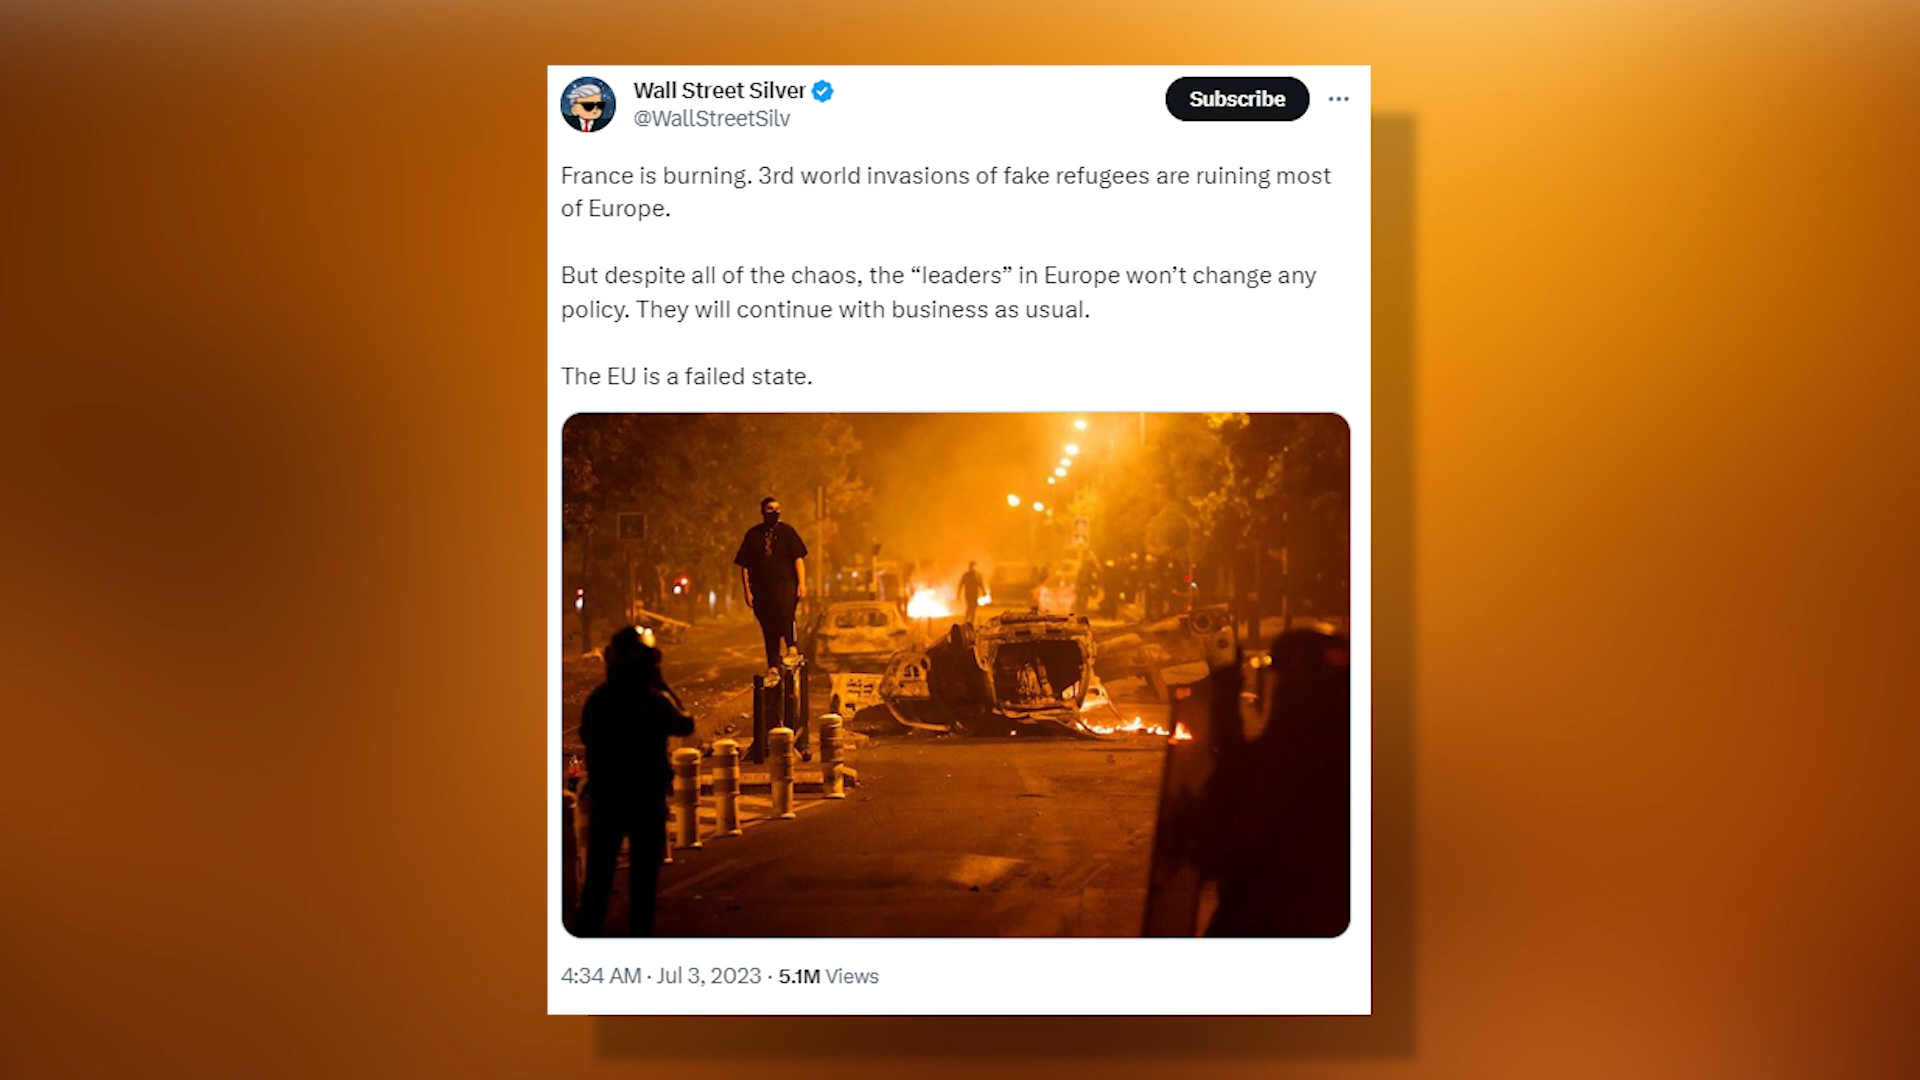 Wall Street Silver
@WallStreetSilv
Subscribe
France is burning. 3rd world invasions of fake refugees are ruining most
of Europe.
But despite all of the chaos, the “leaders” in Europe won’t change any
policy. They will continue with business as usual.
The EU is a failed state.
4:34 AM · Jul 3, 2023 · 5.1M Views